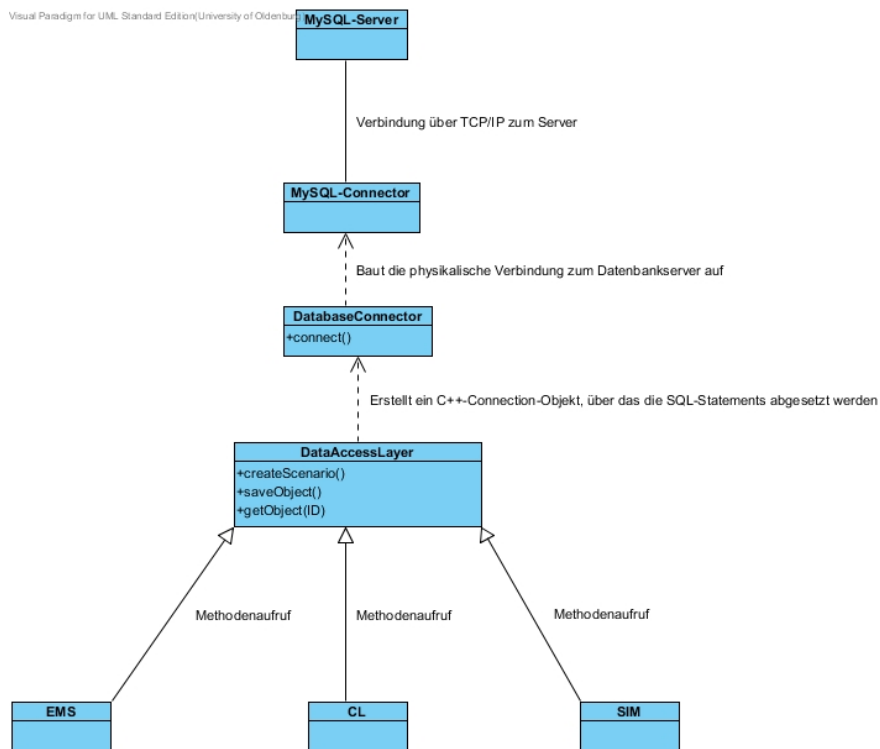 Visual Paradigm for UML Standard Edition(University of Oldenburg)
MySQL-Server
Verbindung über TCP/IP zum Server
MySQL-Connector
Baut die physikalische Verbindung zum Datenbankserver auf
DatabaseConnector
+connect()
Erstellt ein C++-Connection-Objekt, über das die SQL-Statements abgesetzt werden
DataAccessLayer
+createScenario()
+saveObject()
+getObject(ID)
Methodenaufruf
Methodenaufruf
Methodenaufruf
EMS
CL
SIM